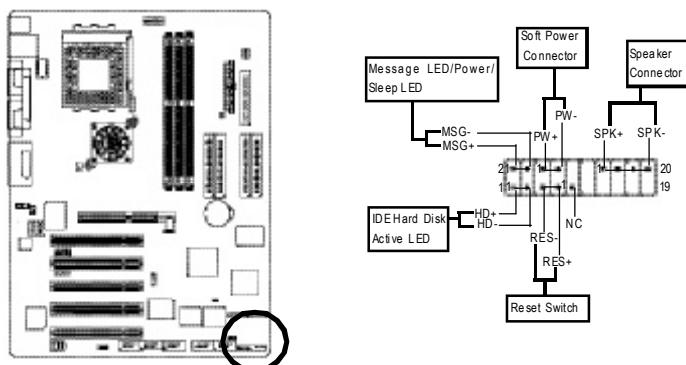 Soft Power
Connector
Speaker
Connector
Message LED/Power/
Sleep LED
MSG-
MSG+
PW+
PW-
SPK+
SPK-
2 1
1
1
20
1 1
1
19
IDE Hard Disk
Active LED
HD+
HD-
RES-
RES+
NC
Reset Switch